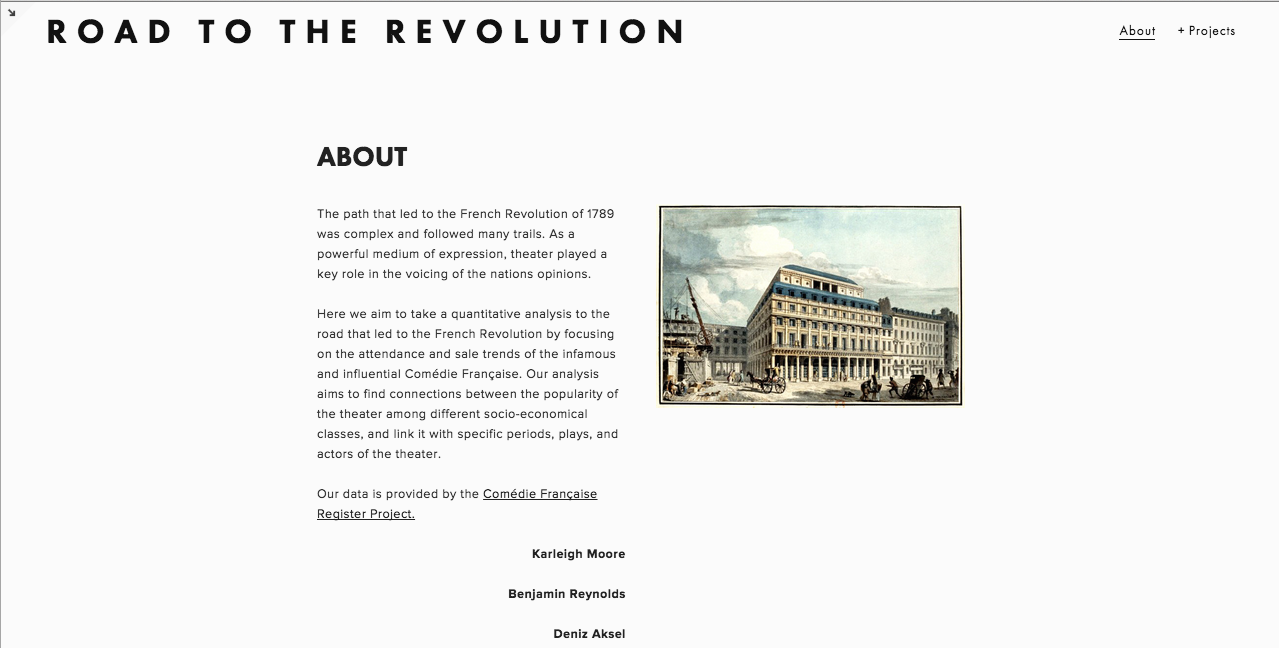 ROAD TO THE REVOLUTION
About + Projects
ABOUT
The path that led to the French Revolution of 1789
was complex and followed many trails. As a
powerful medium of expression, theater played a
key role in the voicing of the nations opinions.
Here we aim to take a quantitative analysis to the
road that led to the French Revolution by focusing
on the attendance and sale trends of the infamous
and influential Comédie Française. Our analysis
aims to find connections between the popularity of
the theater among different socio-economical
classes, and link it with specific periods, plays, and
actors of the theater.
Our data is provided by the Comédie Française
Register Project.
Karleigh Moore
Benjamin Reynolds
Deniz Aksel